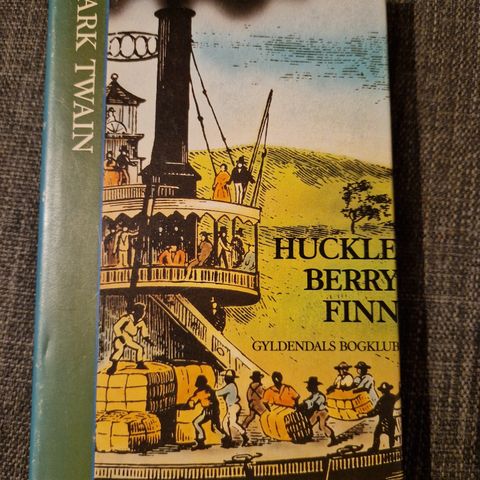 ARK TWAIN
HUCKLE
BERRY
FINN
GYLDENDALS BOGKLUB